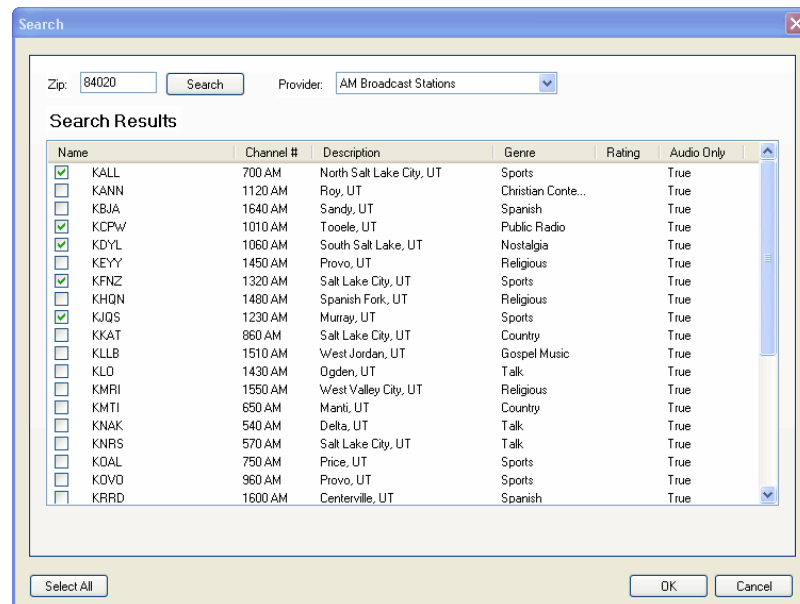 Search
Zip: 84020 Search Provider: AM Broadcast Stations
Search Results
Name Channel # Description Genre Rating Audio Only
KALL 700 AM North Salt Lake City, UT Sports True
KANN 1120 AM Roy, UT Christian Conte... True
KBJA 1640 AM Sandy, UT Spanish True
KCPW 1010 AM Tooele, UT Public Radio True
KDYL 1060 AM South Salt Lake, UT Nostalgia True
KEYY 1450 AM Provo, UT Religious True
KFNZ 1320 AM Salt Lake City, UT Sports True
KHQN 1480 AM Spanish Fork, UT Religious True
KJQS 1230 AM Murray, UT Sports True
KKAT 860 AM Salt Lake City, UT Country True
KLLB 1510 AM West Jordan, UT Gospel Music True
KLO 1430 AM Ogden, UT Talk True
KMRI 1550 AM West Valley City, UT Religious True
KMTI 650 AM Manti, UT Country True
KNAK 540 AM Delta, UT Talk True
KNRS 570 AM Salt Lake City, UT Talk True
KOAL 750 AM Price, UT Sports True
KOVO 960 AM Provo, UT Sports True
KRRD 1600 AM Centerville, UT Spanish True
Select All OK Cancel